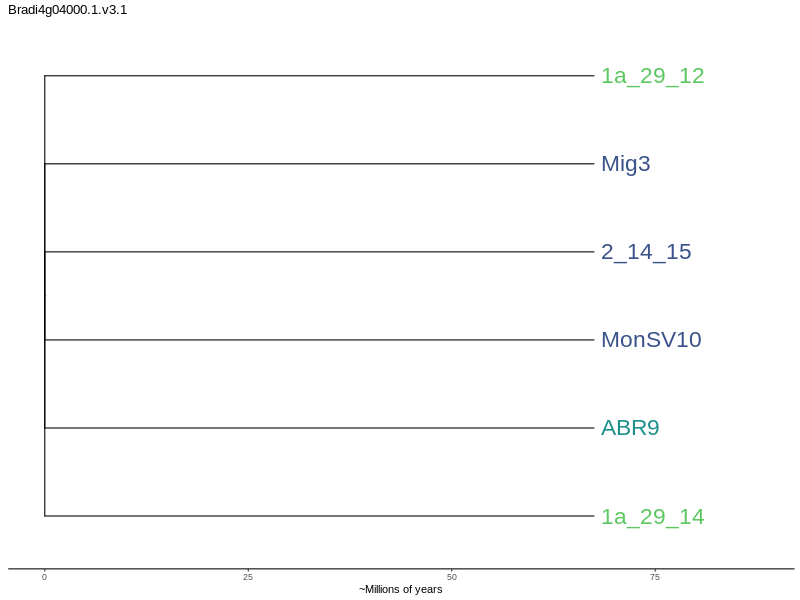 Bradi4g04000.1.v3.1
1a_29_12
Mig3
2_14_15
MonSV10
ABR9
1a_29_14
0 25 50 75
~Millions of years